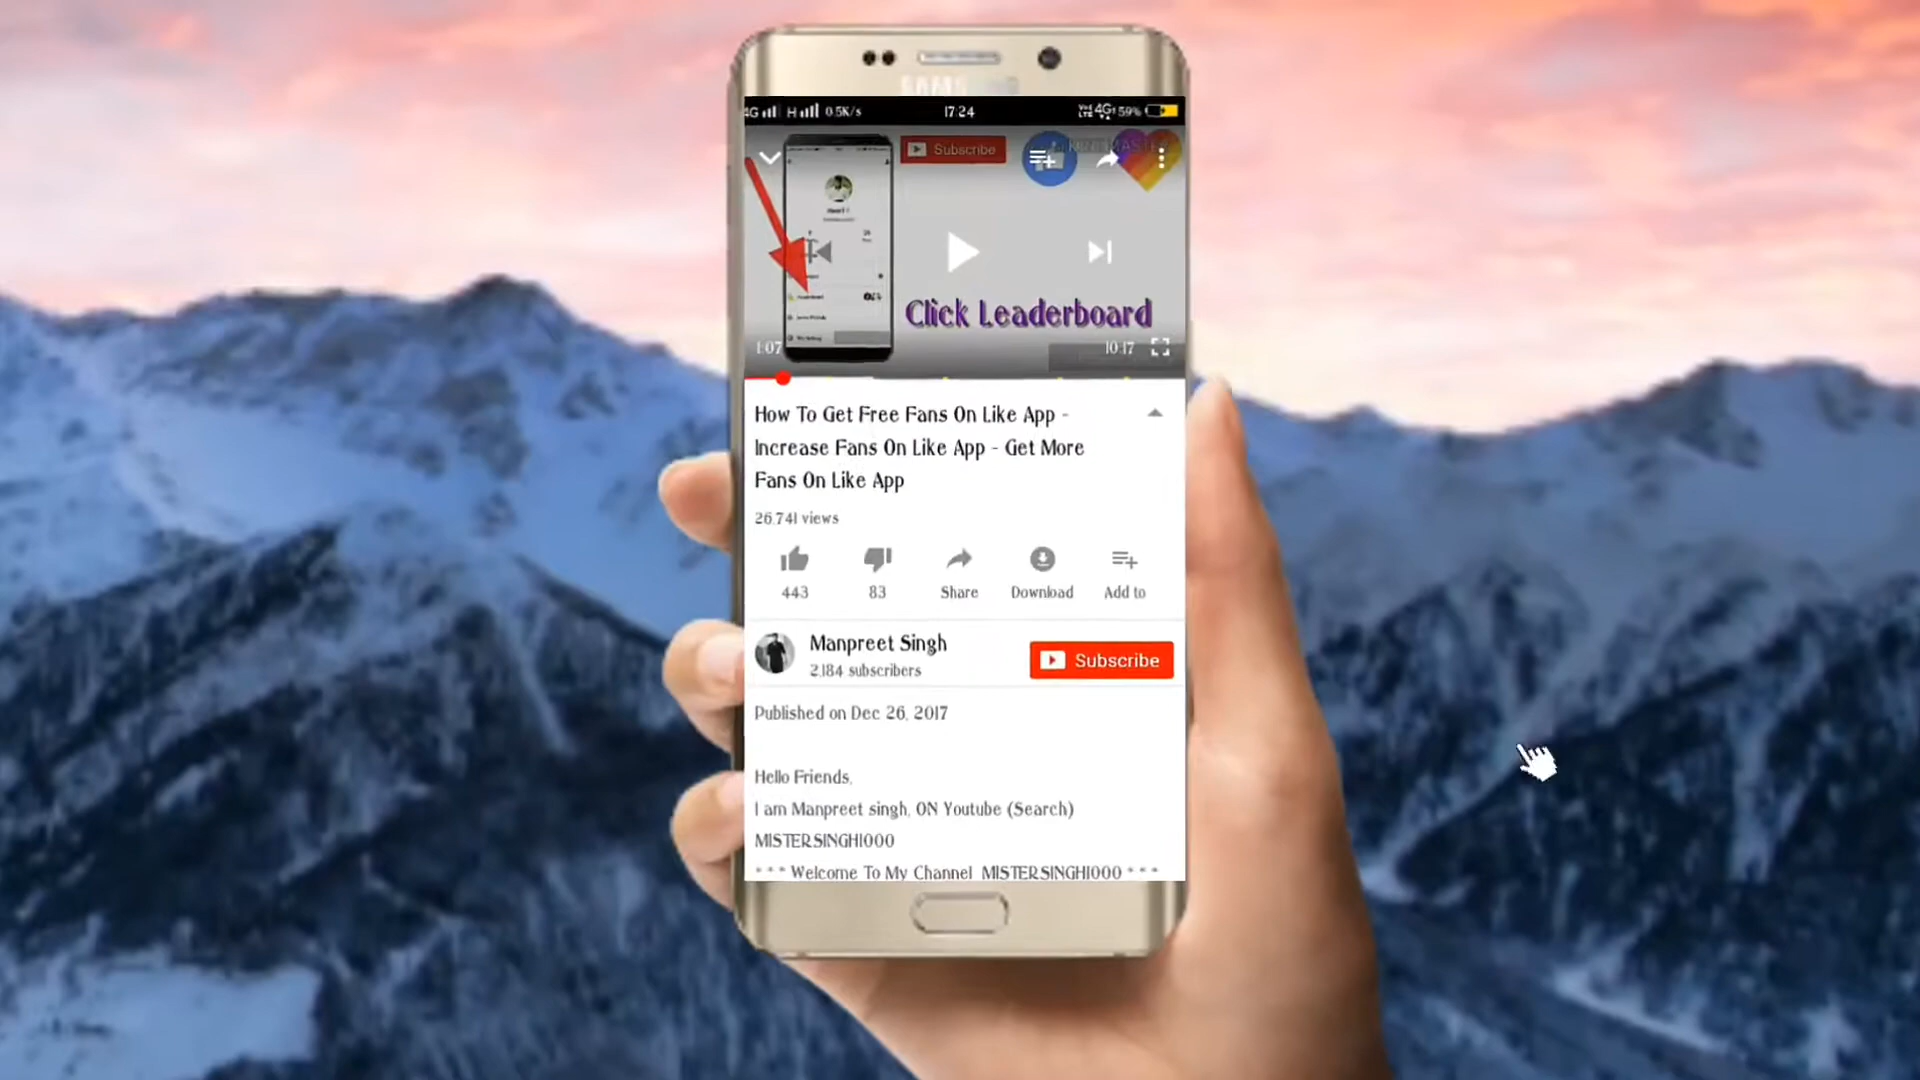 4G H 0.5K/s 17:24 4G 59%
Subscribe
Click Leaderboard
1:07 10:17
How To Get Free Fans On Like App -
Increase Fans On Like App - Get More
Fans On Like App
26,741 views
443 83 Share Download Add to
Manpreet Singh
2,184 subscribers
Subscribe
Published on Dec 26, 2017
Hello Friends,
I am Manpreet singh, ON Youtube (Search)
MISTERSINGH1000
* * * Welcome To My Channel MISTERSINGH1000 * * *